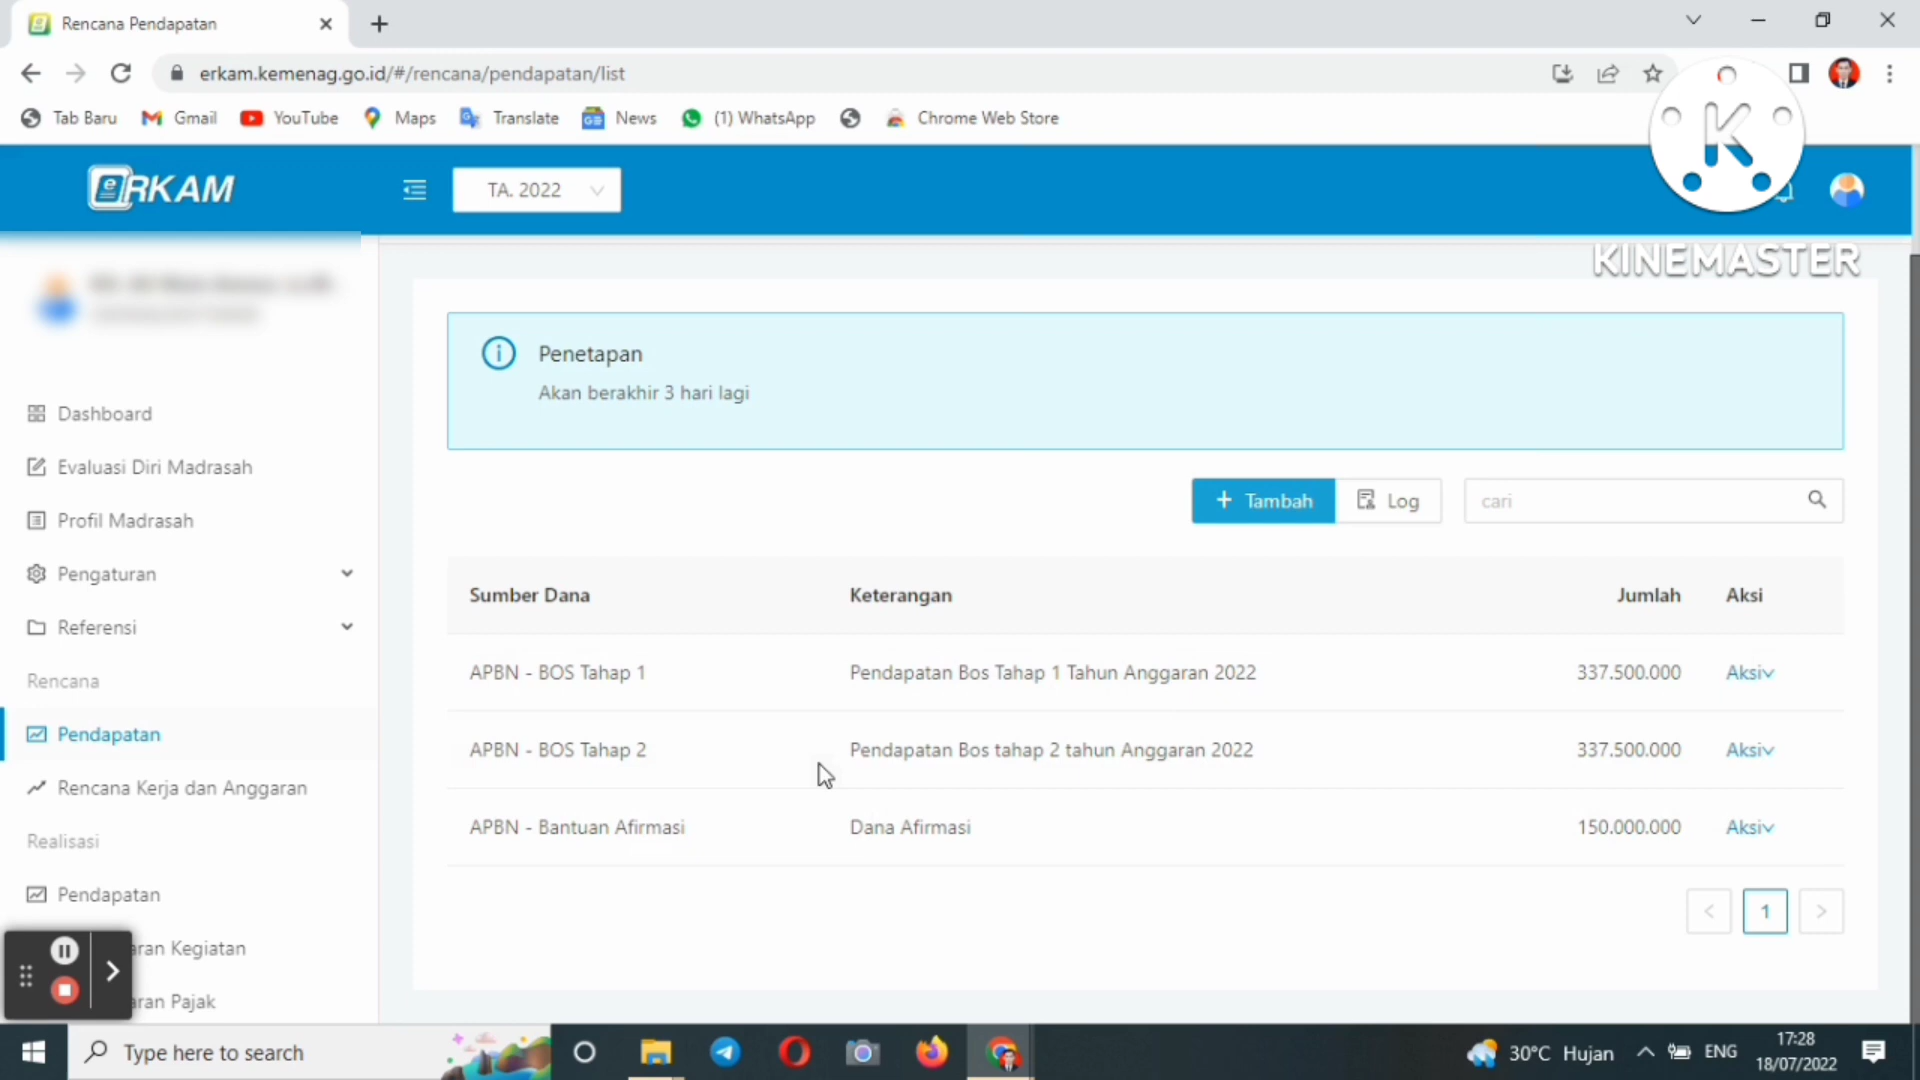 Rencana Pendapatan
erkam.kemenag.go.id/#/rencana/pendapatan/list
Tab Baru Gmail YouTube Maps Translate News (1) WhatsApp Chrome Web Store
eRKAM
TA. 2022
K
KINEMASTER
Penetapan
Akan berakhir 3 hari lagi
Dashboard
Evaluasi Diri Madrasah
Profil Madrasah
Pengaturan
Referensi
Rencana
Pendapatan
Rencana Kerja dan Anggaran
Realisasi
Pendapatan
aran Kegiatan
aran Pajak
+ Tambah Log cari
Sumber Dana Keterangan Jumlah Aksi
APBN - BOS Tahap 1 Pendapatan Bos Tahap 1 Tahun Anggaran 2022 337.500.000 Aksi
APBN - BOS Tahap 2 Pendapatan Bos tahap 2 tahun Anggaran 2022 337.500.000 Aksi
APBN - Bantuan Afirmasi Dana Afirmasi 150.000.000 Aksi
< 1 >
Type here to search
30°C Hujan
ENG
17:28
18/07/2022